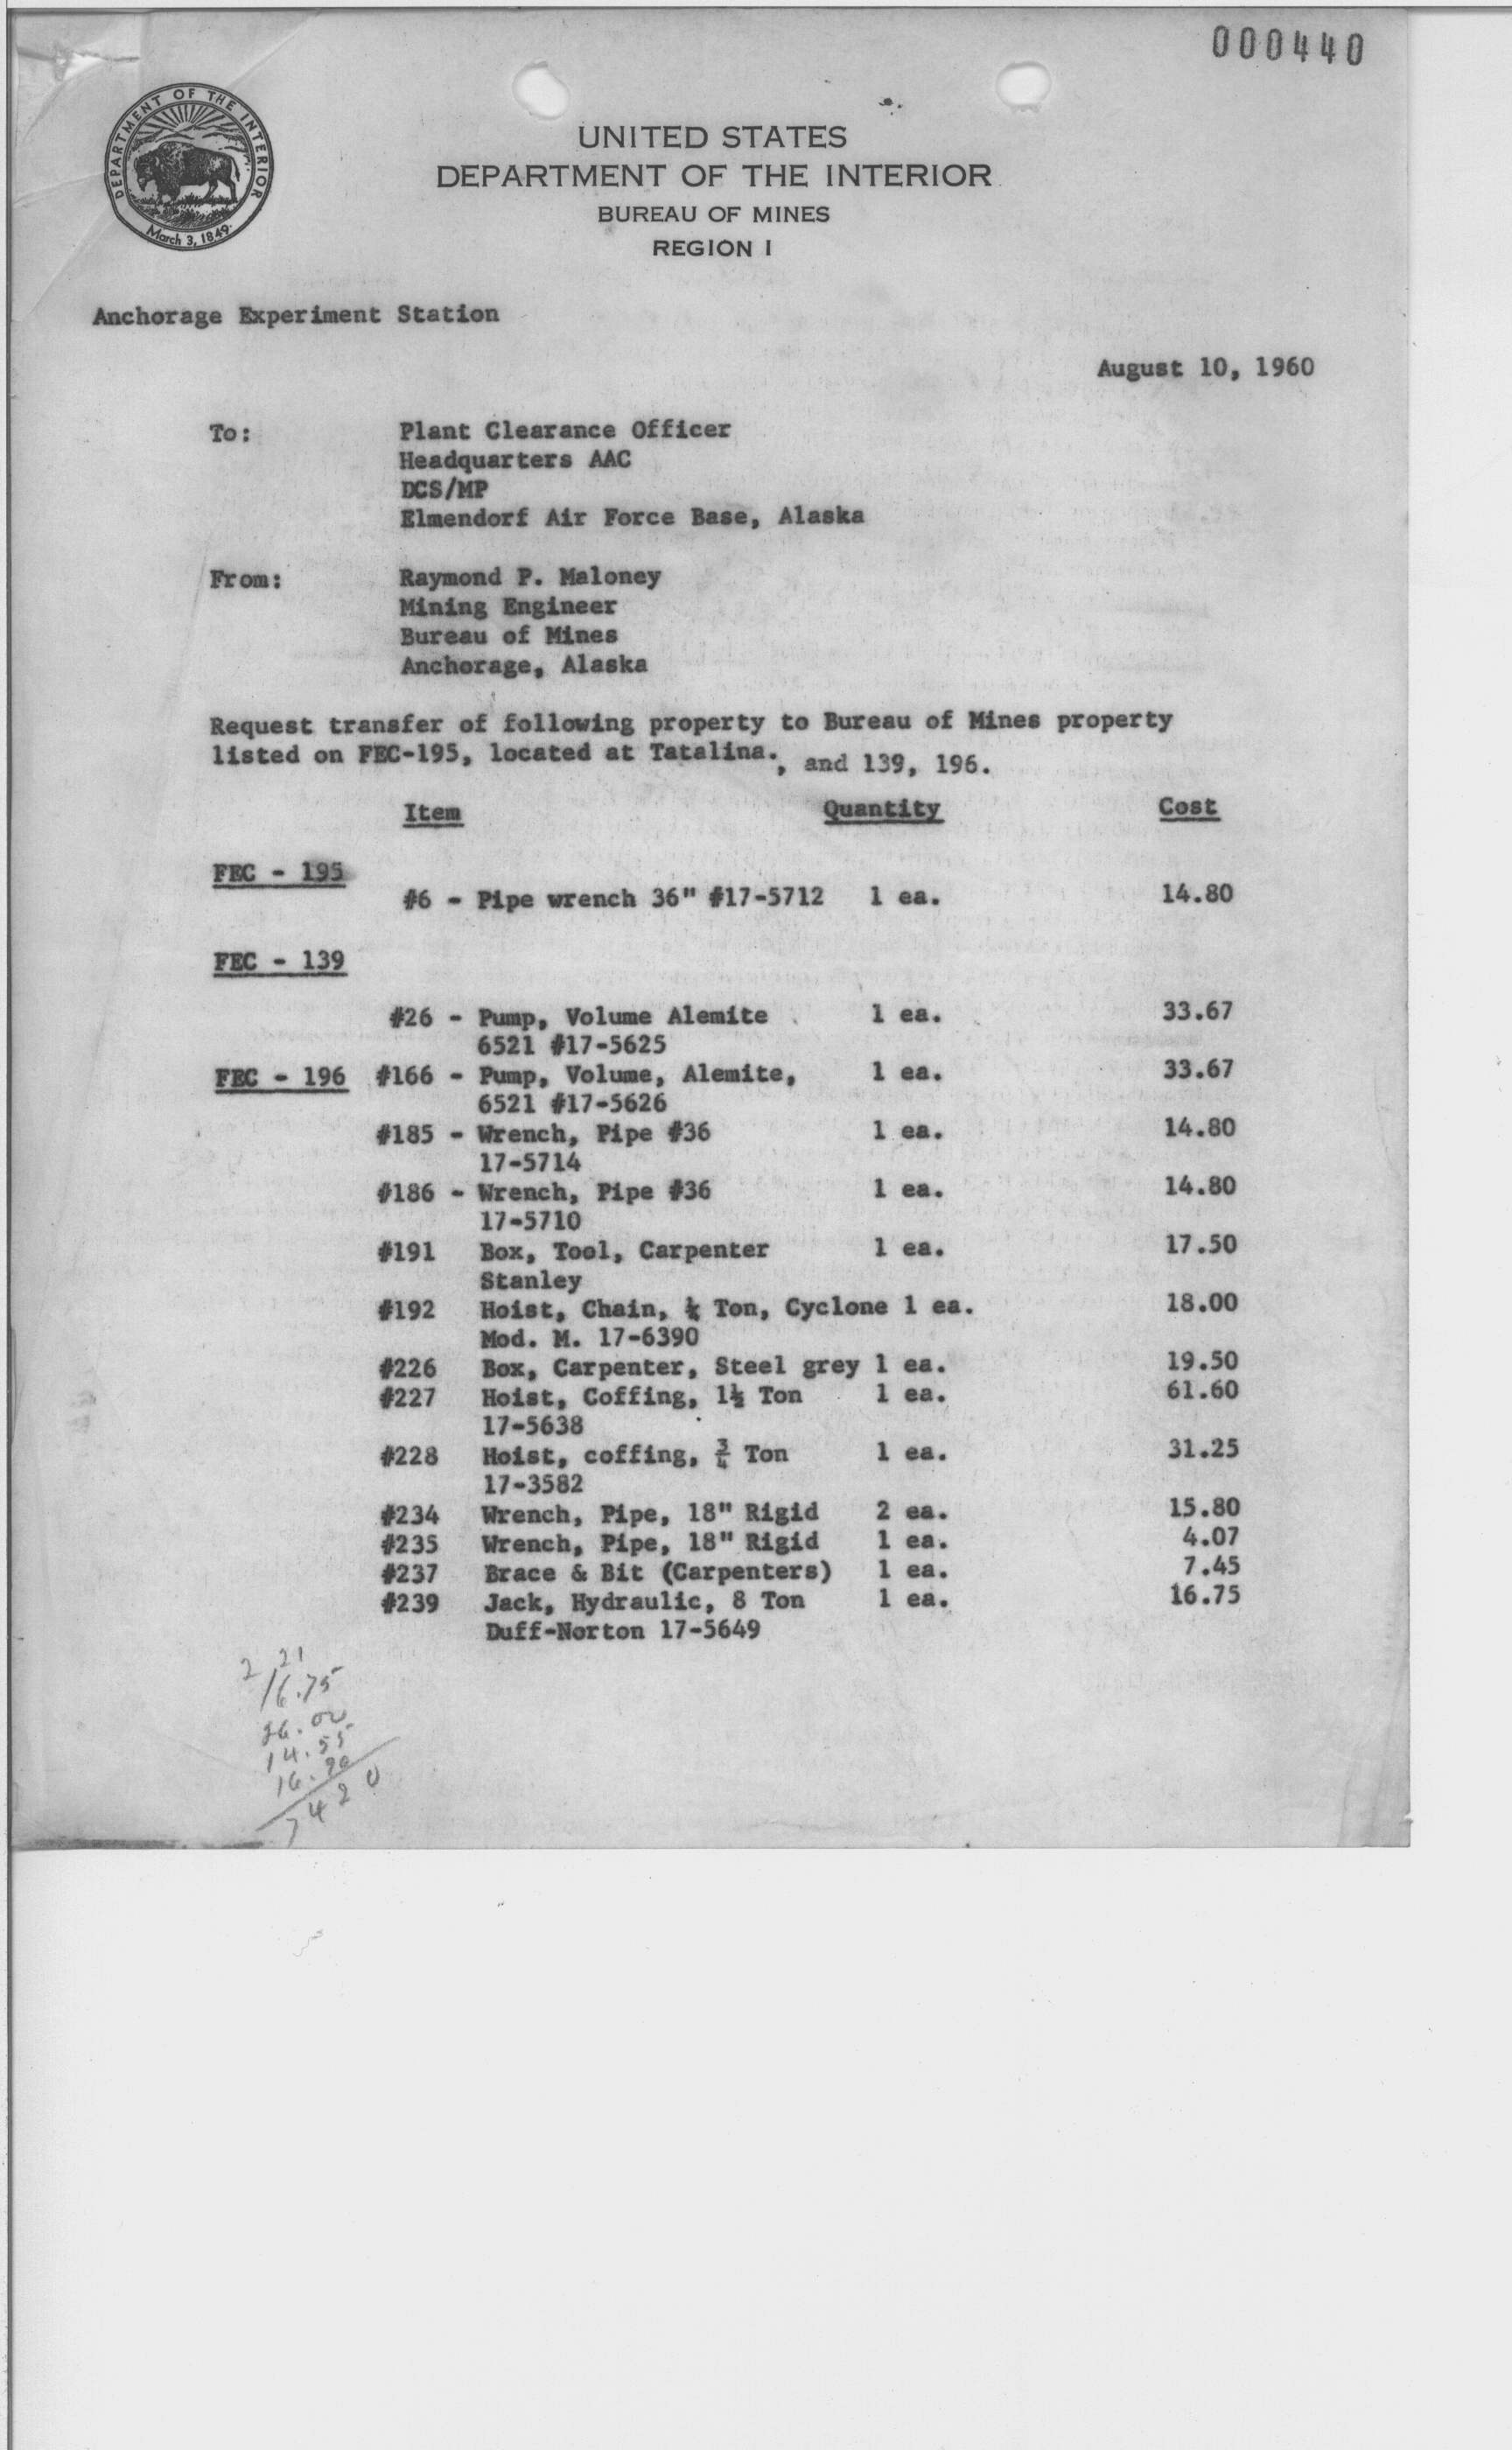 000440
DEPARTMENT OF THE INTERIOR
March 3, 1849
UNITED STATES
DEPARTMENT OF THE INTERIOR
BUREAU OF MINES
REGION I
Anchorage Experiment Station
August 10, 1960
To: Plant Clearance Officer
Headquarters AAC
DCS/MP
Elmendorf Air Force Base, Alaska
From: Raymond P. Maloney
Mining Engineer
Bureau of Mines
Anchorage, Alaska
Request transfer of following property to Bureau of Mines property
listed on FEC-195, located at Tatalina., and 139, 196.
Item Quantity Cost
FEC - 195
#6 - Pipe wrench 36" #17-5712 1 ea. 14.80
FEC - 139
#26 - Pump, Volume Alemite 1 ea. 33.67
6521 #17-5625
FEC - 196 #166 - Pump, Volume, Alemite, 1 ea. 33.67
6521 #17-5626
#185 - Wrench, Pipe #36 1 ea. 14.80
17-5714
#186 - Wrench, Pipe #36 1 ea. 14.80
17-5710
#191 Box, Tool, Carpenter 1 ea. 17.50
Stanley
#192 Hoist, Chain, Ton, Cyclone 1 ea. 18.00
Mod. M. 17-6390
#226 Box, Carpenter, Steel grey 1 ea. 19.50
#227 Hoist, Coffing, 1½ Ton 1 ea. 61.60
17-5638
#228 Hoist, coffing, ¾ Ton 1 ea. 31.25
17-3582
#234 Wrench, Pipe, 18" Rigid 2 ea. 15.80
#235 Wrench, Pipe, 18" Rigid 1 ea. 4.07
#237 Brace & Bit (Carpenters) 1 ea. 7.45
#239 Jack, Hydraulic, 8 Ton 1 ea. 16.75
Duff-Norton 17-5649
2 21
16.75
26.00
14.55
16.90
7420